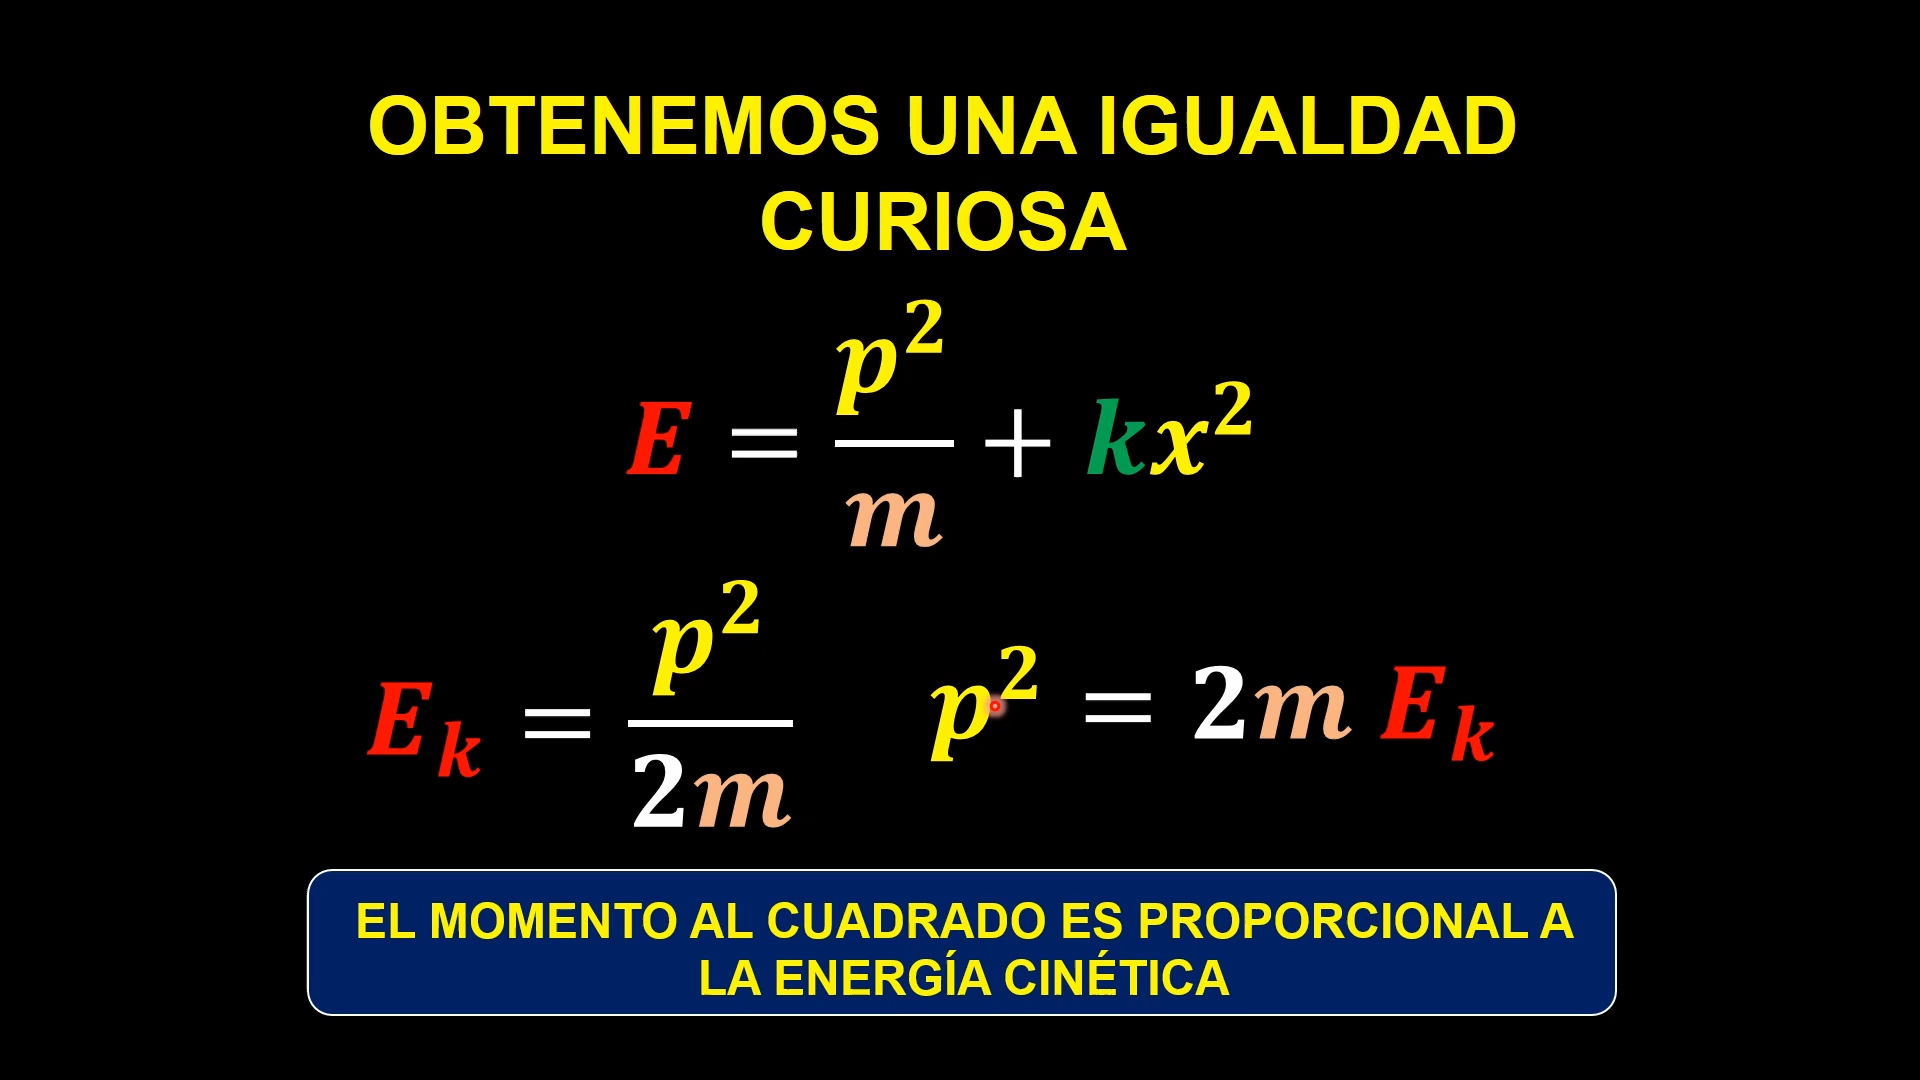 OBTENEMOS UNA IGUALDAD
CURIOSA
E = p²/m + kx²
E_k = p²/2m
p² = 2m E_k
EL MOMENTO AL CUADRADO ES PROPORCIONAL A
LA ENERGÍA CINÉTICA